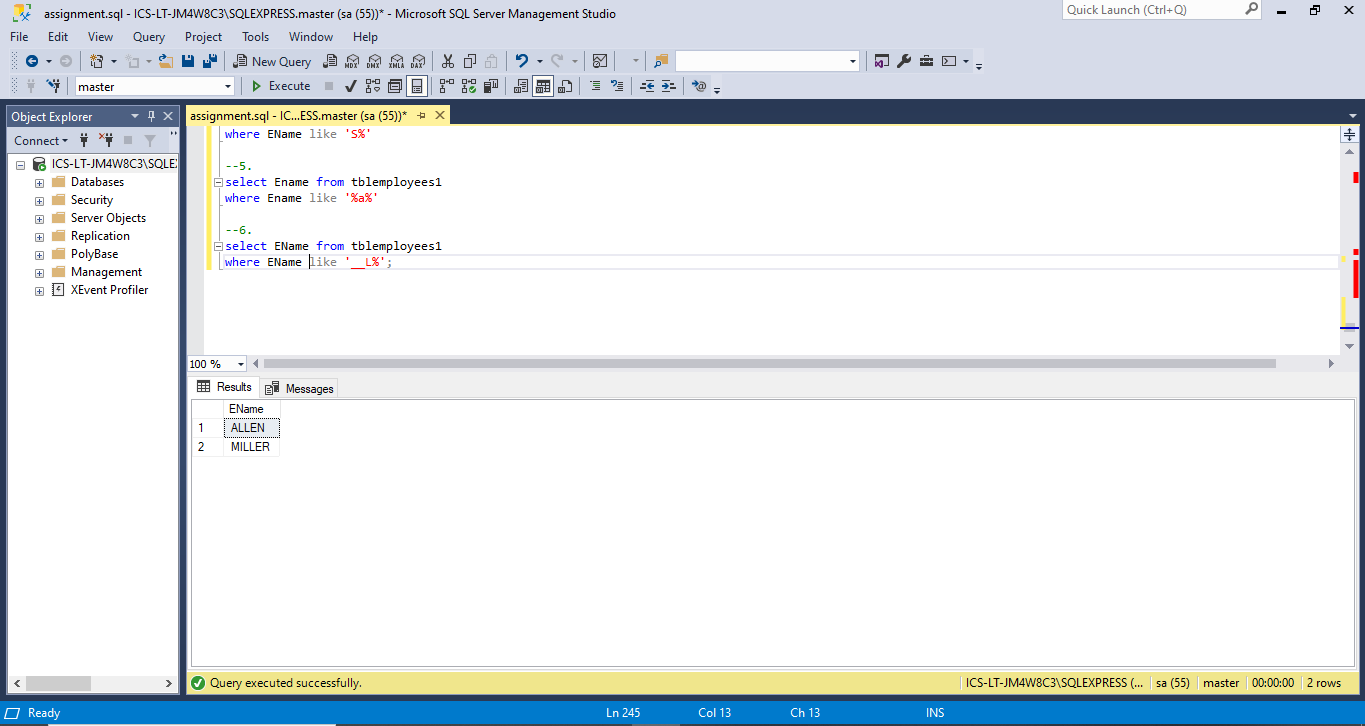 assignment.sql - ICS-LT-JM4W8C3\SQLEXPRESS.master (sa (55))* - Microsoft SQL Server Management Studio
Quick Launch (Ctrl+Q)
File Edit View Query Project Tools Window Help
New Query
MDX DMX XMLA DAX
master
Execute
Object Explorer
assignment.sql - IC...ESS.master (sa (55))*
Connect
ICS-LT-JM4W8C3\SQLE
Databases
Security
Server Objects
Replication
PolyBase
Management
XEvent Profiler
where EName like 'S%'
--5.
select Ename from tblemployees1
where Ename like '%a%'
--6.
select EName from tblemployees1
where EName like '__L%';
100 %
Results Messages
EName
1 ALLEN
2 MILLER
Query executed successfully.
ICS-LT-JM4W8C3\SQLEXPRESS (... sa (55) master 00:00:00 2 rows
Ready Ln 245 Col 13 Ch 13 INS